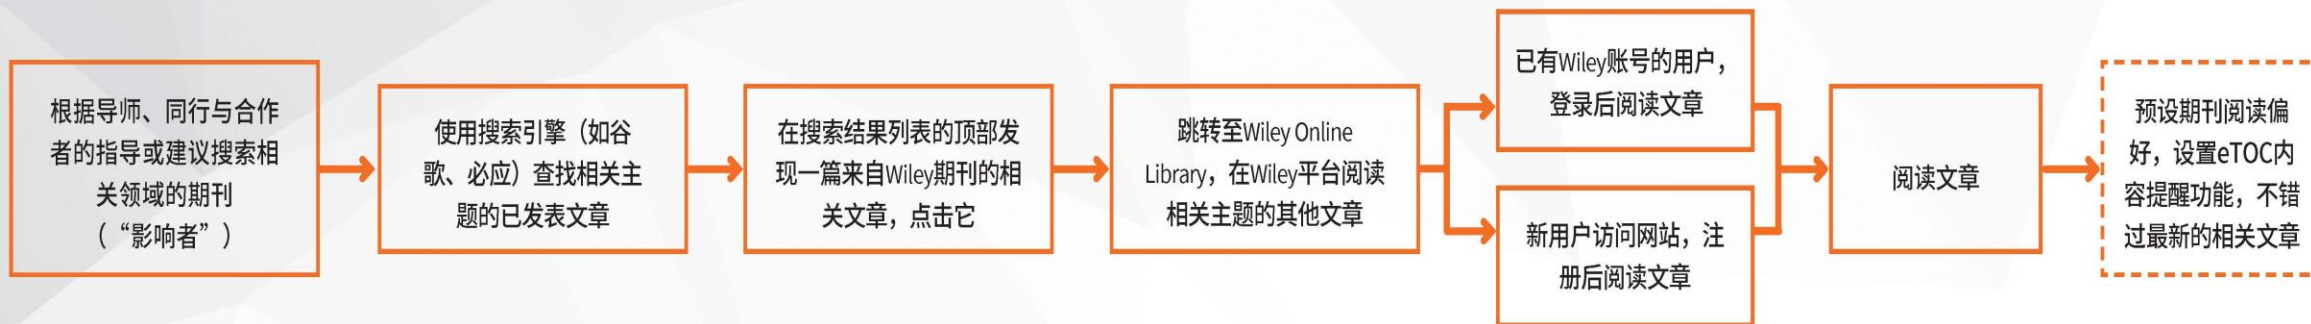 根据导师、同行与合作
者的指导或建议搜索相
关领域的期刊
（“影响者”）
使用搜索引擎（如谷
歌、必应）查找相关主
题的已发表文章
在搜索结果列表的顶部发
现一篇来自Wiley期刊的相
关文章，点击它
跳转至Wiley Online
Library，在Wiley平台阅读
相关主题的其他文章
已有Wiley账号的用户，
登录后阅读文章
新用户访问网站，注
册后阅读文章
阅读文章
预设期刊阅读偏
好，设置eTOC内
容提醒功能，不错
过最新的相关文章